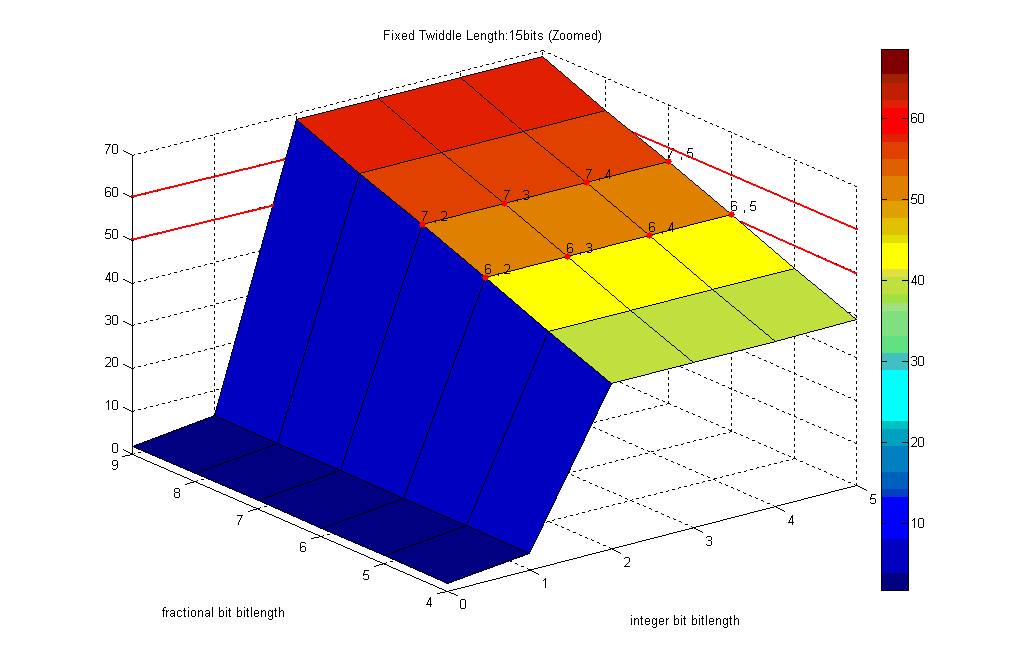 Fixed Twiddle Length:15bits (Zoomed)
70
60
50
40
30
20
10
0
9
8
7
6
5
4
0
1
2
3
4
5
7 , 2
7 , 3
7 , 4
7 , 5
6 , 2
6 , 3
6 , 4
6 , 5
fractional bit bitlength
integer bit bitlength
60
50
40
30
20
10